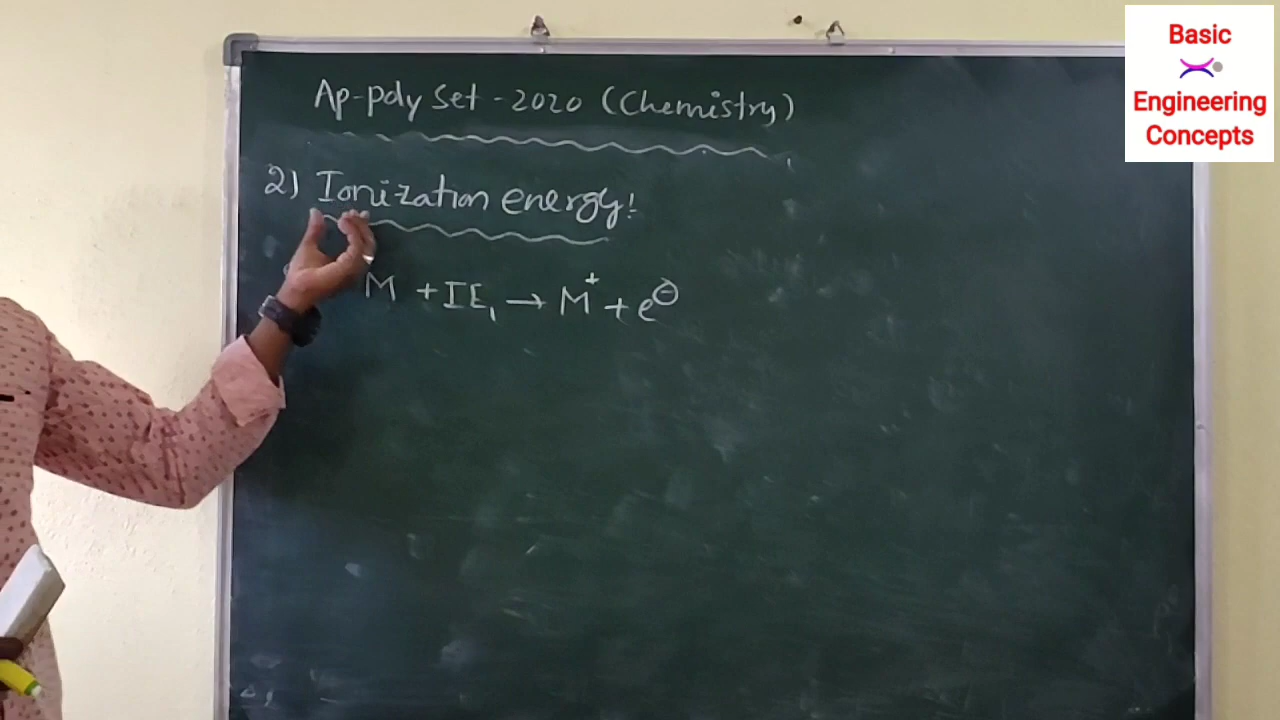 Ap-poly Set - 2020 (Chemistry)
2) Ionization energy:
M + IE₁ → M⁺ + e⊖
Basic
Engineering
Concepts